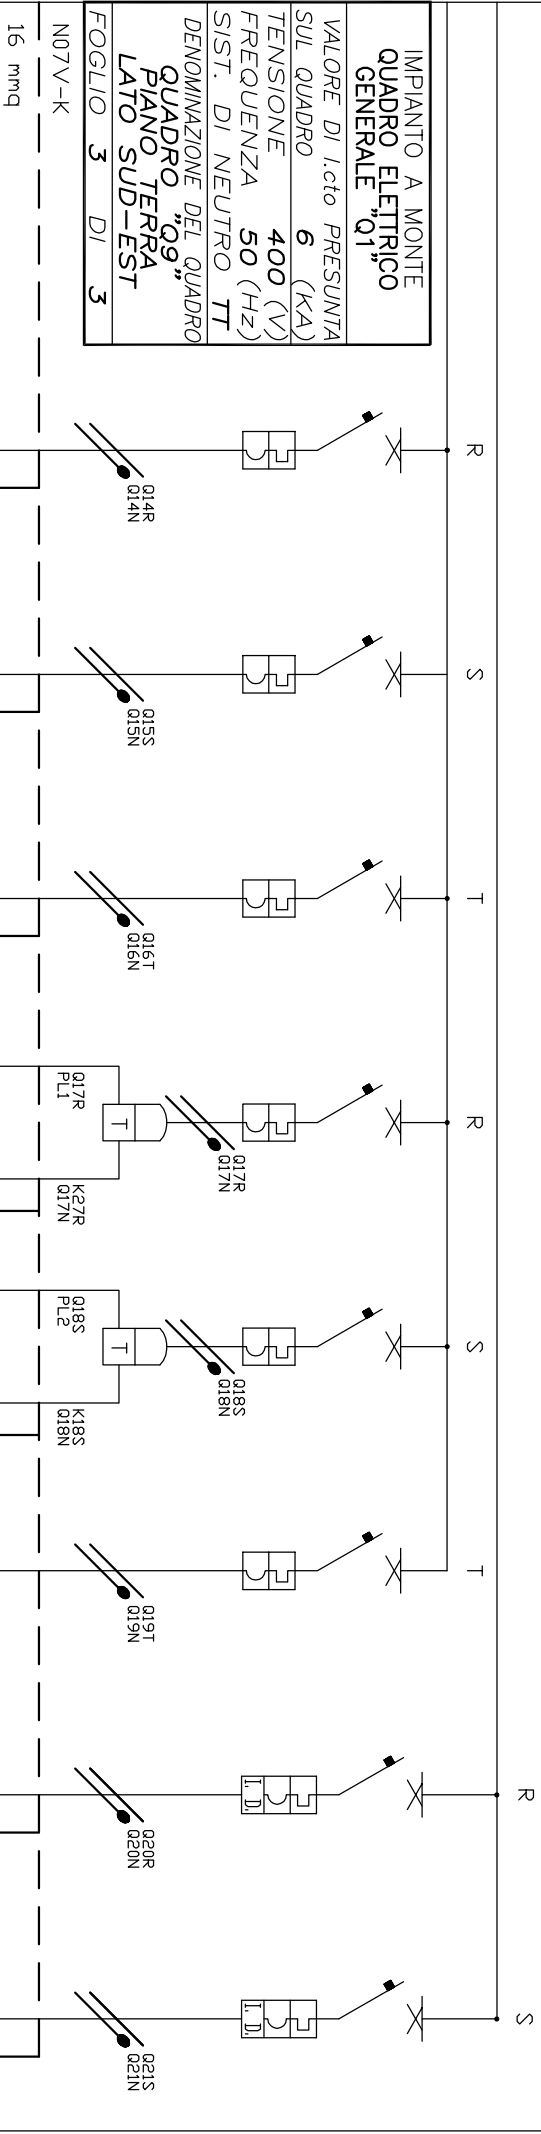 IMPIANTO A MONTE
QUADRO ELETTRICO
GENERALE "Q1"
VALORE DI I.cto PRESUNTA
SUL QUADRO 6 (KA)
TENSIONE 400 (V)
FREQUENZA 50 (Hz)
SIST. DI NEUTRO TT
DENOMINAZIONE DEL QUADRO
QUADRO "Q9"
PIANO TERRA
LATO SUD-EST
FOGLIO 3 DI 3
N07V-K
16 mmq
R
Q14R
Q14N
S
Q15S
Q15N
T
Q16T
Q16N
R
Q17R
Q17N
T
Q17R
PL1
K27R
Q17N
S
Q18S
Q18N
T
Q18S
PL2
K18S
Q18N
T
Q19T
Q19N
R
I. D.
Q20R
Q20N
S
I. D.
Q21S
Q21N